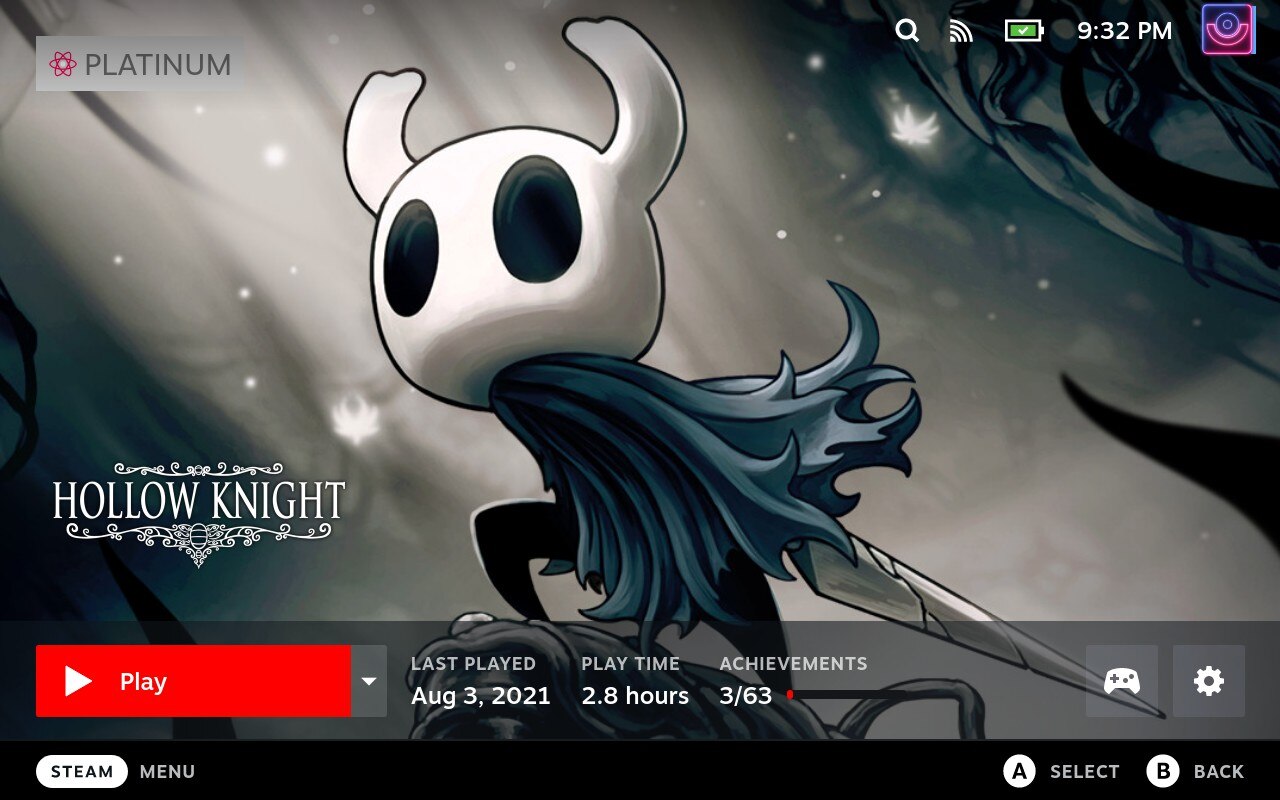 9:32 PM
PLATINUM
HOLLOW KNIGHT
Play
LAST PLAYED
Aug 3, 2021
PLAY TIME
2.8 hours
ACHIEVEMENTS
3/63
STEAM MENU
A SELECT B BACK